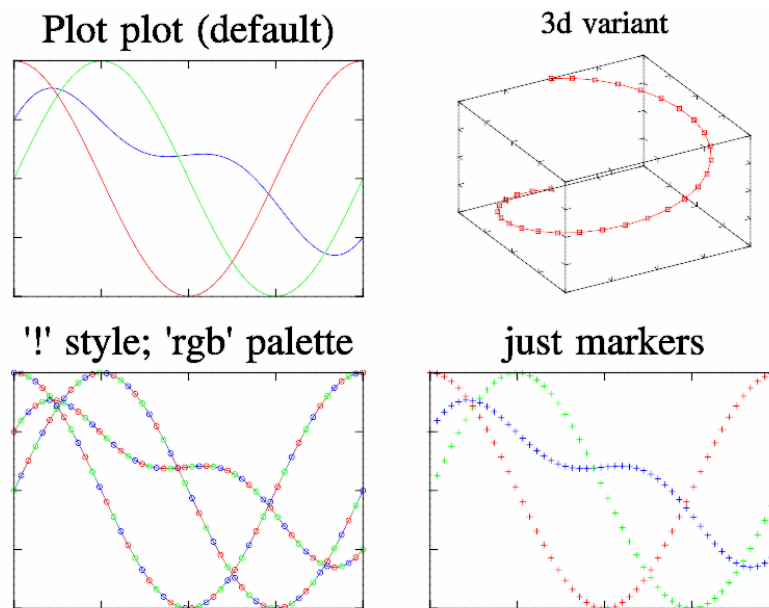 Plot plot (default)
3d variant
'!' style; 'rgb' palette
just markers